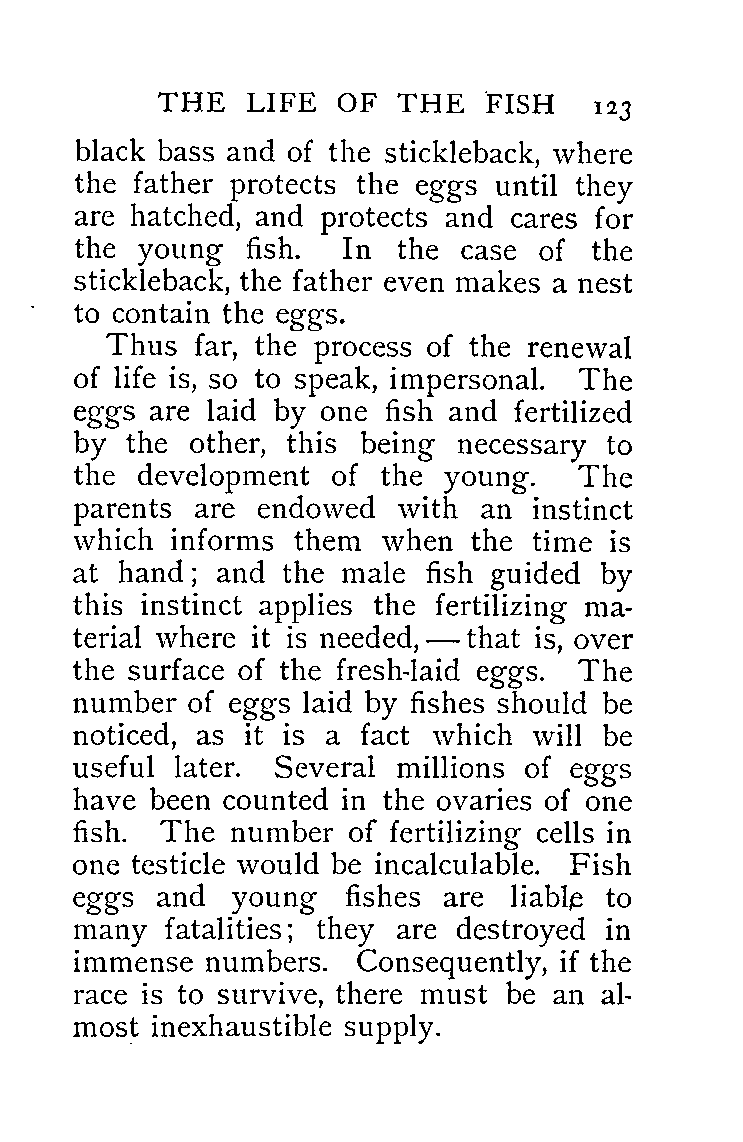 THE LIFE OF THE FISH 123
black bass and of the stickleback, where
the father protects the eggs until they
are hatched, and protects and cares for
the young fish. In the case of the
stickleback, the father even makes a nest
to contain the eggs.
Thus far, the process of the renewal
of life is, so to speak, impersonal. The
eggs are laid by one fish and fertilized
by the other, this being necessary to
the development of the young. The
parents are endowed with an instinct
which informs them when the time is
at hand; and the male fish guided by
this instinct applies the fertilizing ma-
terial where it is needed,—that is, over
the surface of the fresh-laid eggs. The
number of eggs laid by fishes should be
noticed, as it is a fact which will be
useful later. Several millions of eggs
have been counted in the ovaries of one
fish. The number of fertilizing cells in
one testicle would be incalculable. Fish
eggs and young fishes are liable to
many fatalities; they are destroyed in
immense numbers. Consequently, if the
race is to survive, there must be an al-
most inexhaustible supply.